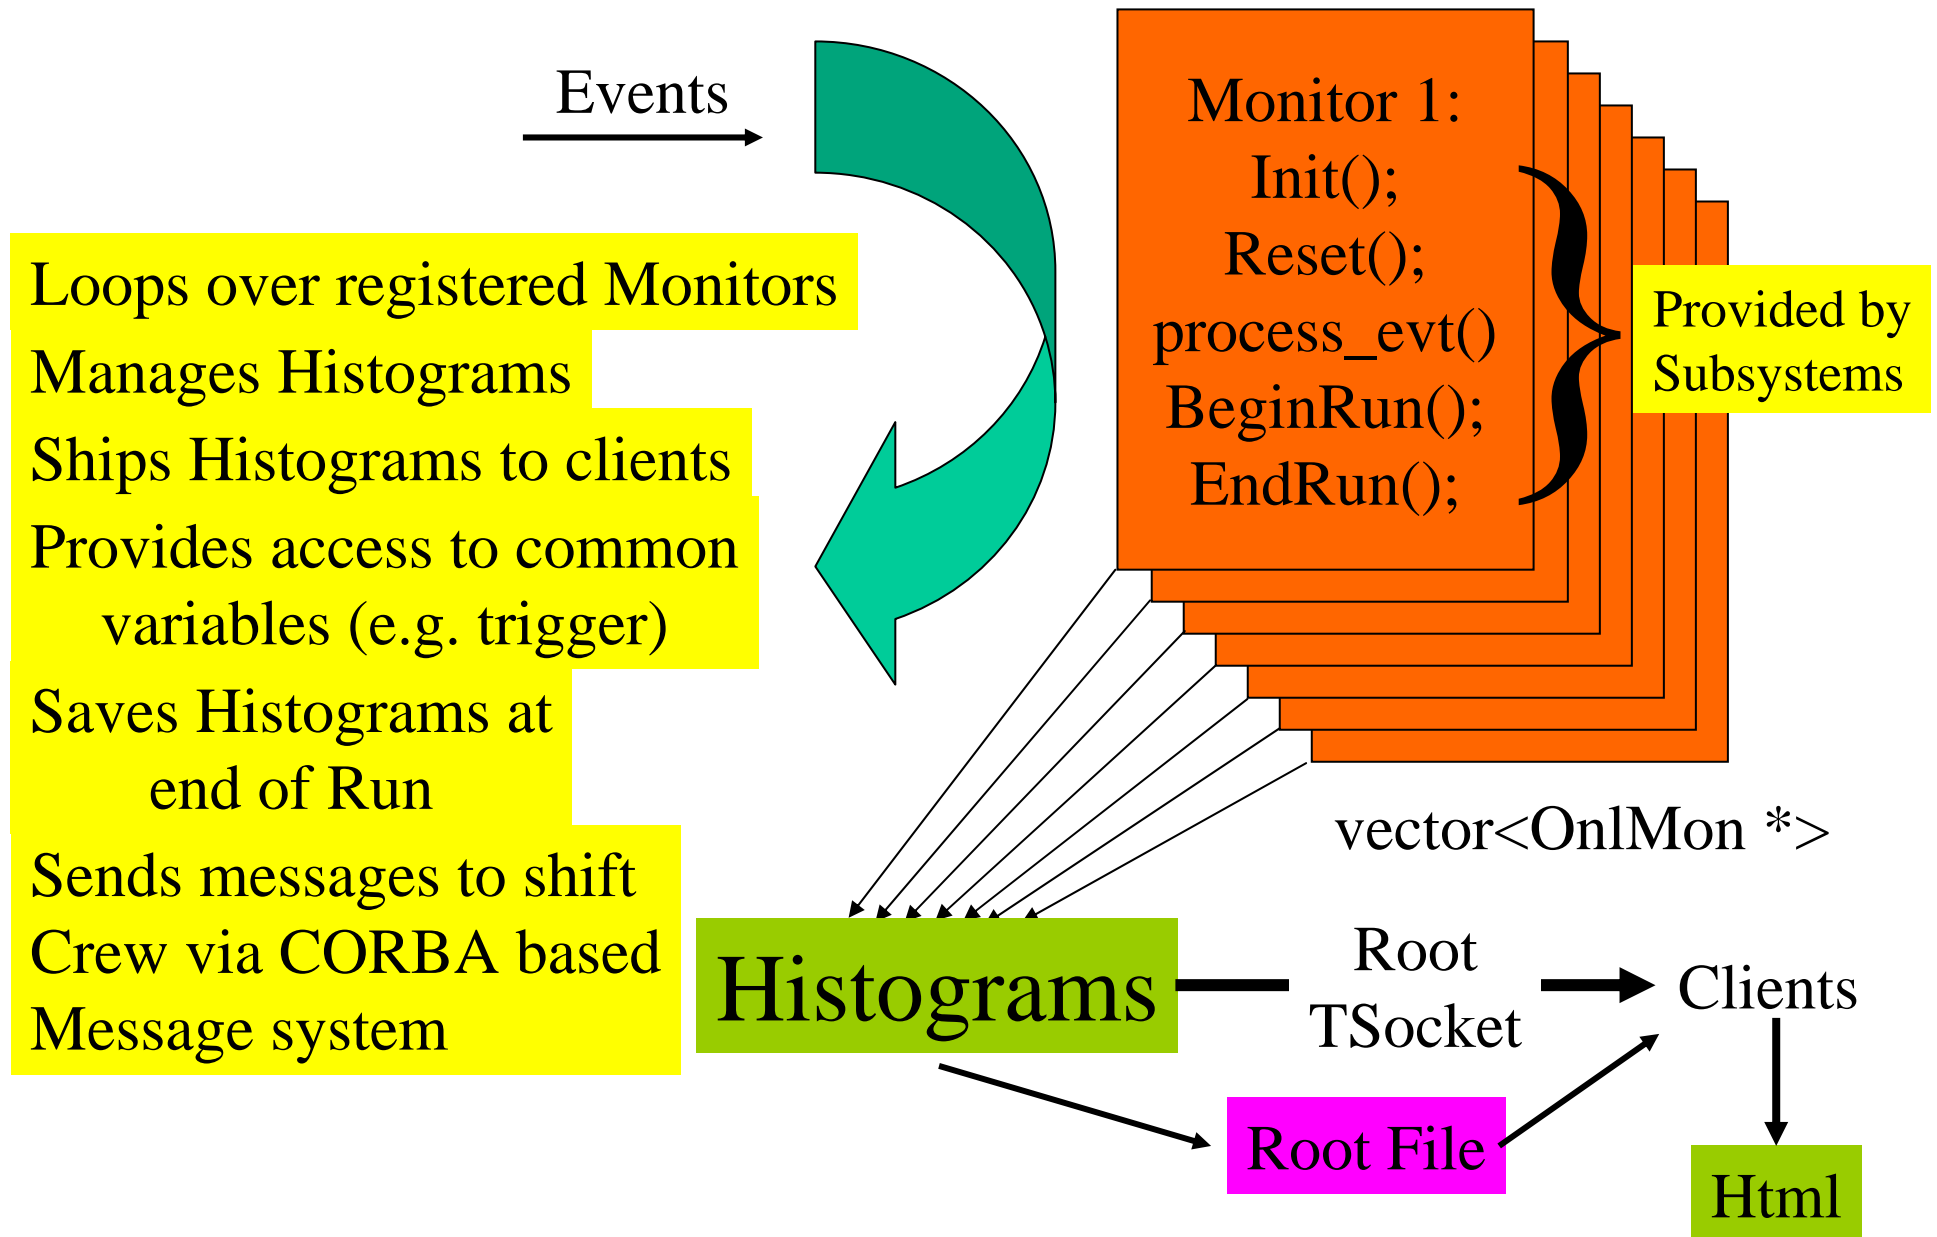 Events
Loops over registered Monitors
Manages Histograms
Ships Histograms to clients
Provides access to common
variables (e.g. trigger)
Saves Histograms at
end of Run
Sends messages to shift
Crew via CORBA based
Message system
Monitor 1:
Init();
Reset();
process_evt()
BeginRun();
EndRun();
}
Provided by
Subsystems
vector<OnlMon *>
Histograms
Root
TSocket
Clients
Root File
Html